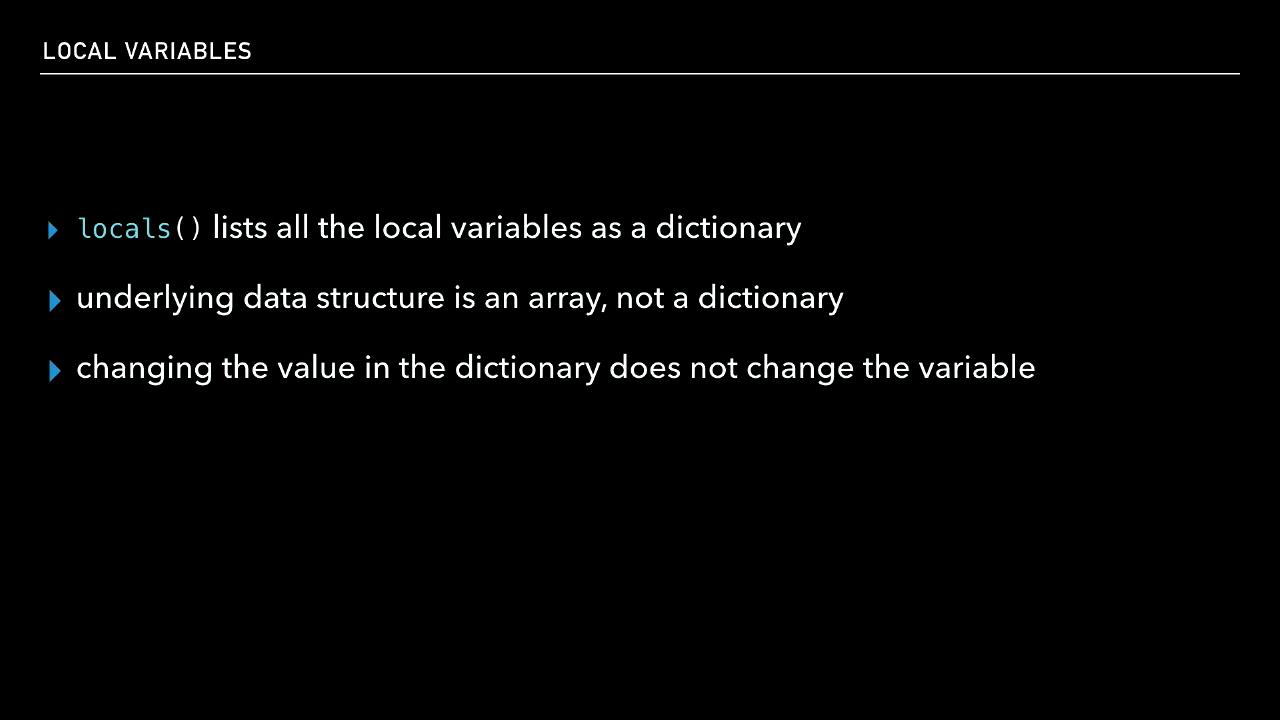 LOCAL VARIABLES
locals() lists all the local variables as a dictionary
underlying data structure is an array, not a dictionary
changing the value in the dictionary does not change the variable